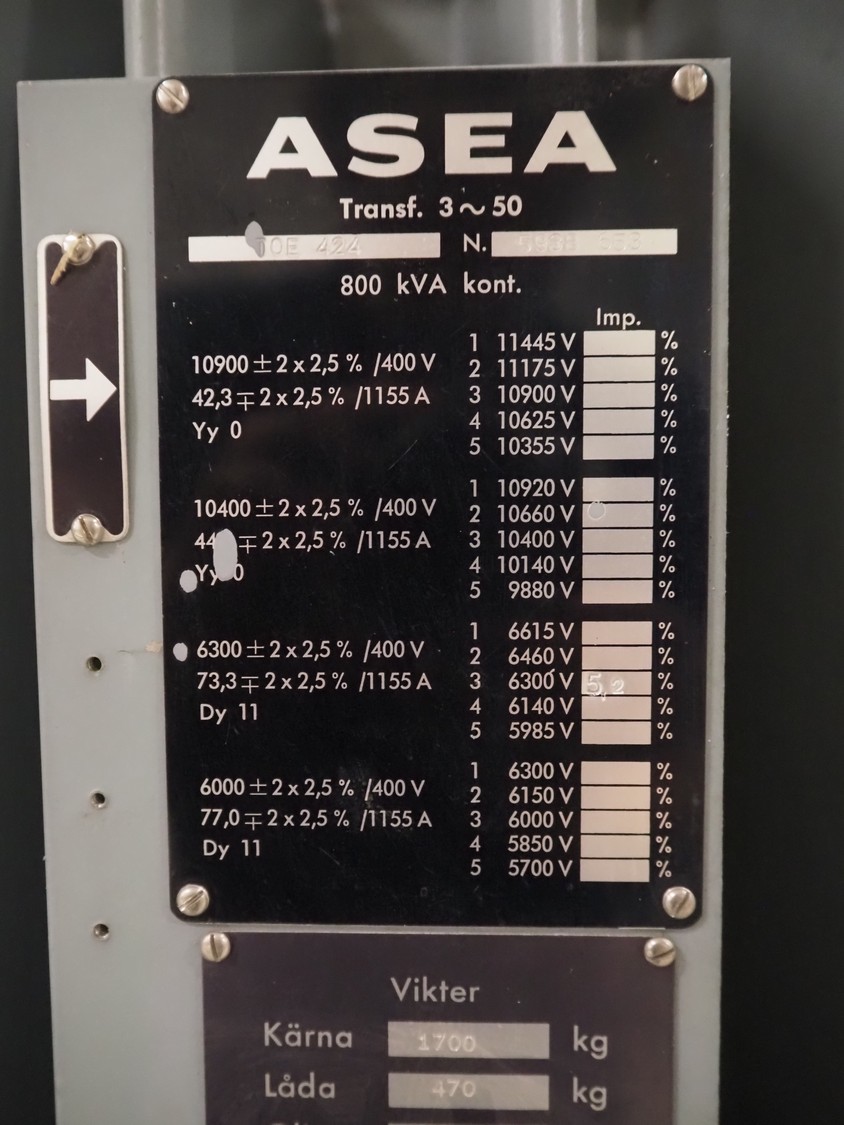 ASEA
Transf. 3~50
TOE 424 N.
800 kVA kont.
Imp.
10900 ± 2 x 2,5 % /400 V
42,3 ∓ 2 x 2,5 % /1155 A
Yy 0
1 11445 V %
2 11175 V %
3 10900 V %
4 10625 V %
5 10355 V %
10400 ± 2 x 2,5 % /400 V
∓ 2 x 2,5 % /1155 A
Yy 0
1 10920 V %
2 10660 V %
3 10400 V %
4 10140 V %
5 9880 V %
6300 ± 2 x 2,5 % /400 V
73,3 ∓ 2 x 2,5 % /1155 A
Dy 11
1 6615 V %
2 6460 V %
3 6300 V 5,2 %
4 6140 V %
5 5985 V %
6000 ± 2 x 2,5 % /400 V
77,0 ∓ 2 x 2,5 % /1155 A
Dy 11
1 6300 V %
2 6150 V %
3 6000 V %
4 5850 V %
5 5700 V %
Vikter
Kärna 1700 kg
Låda 470 kg